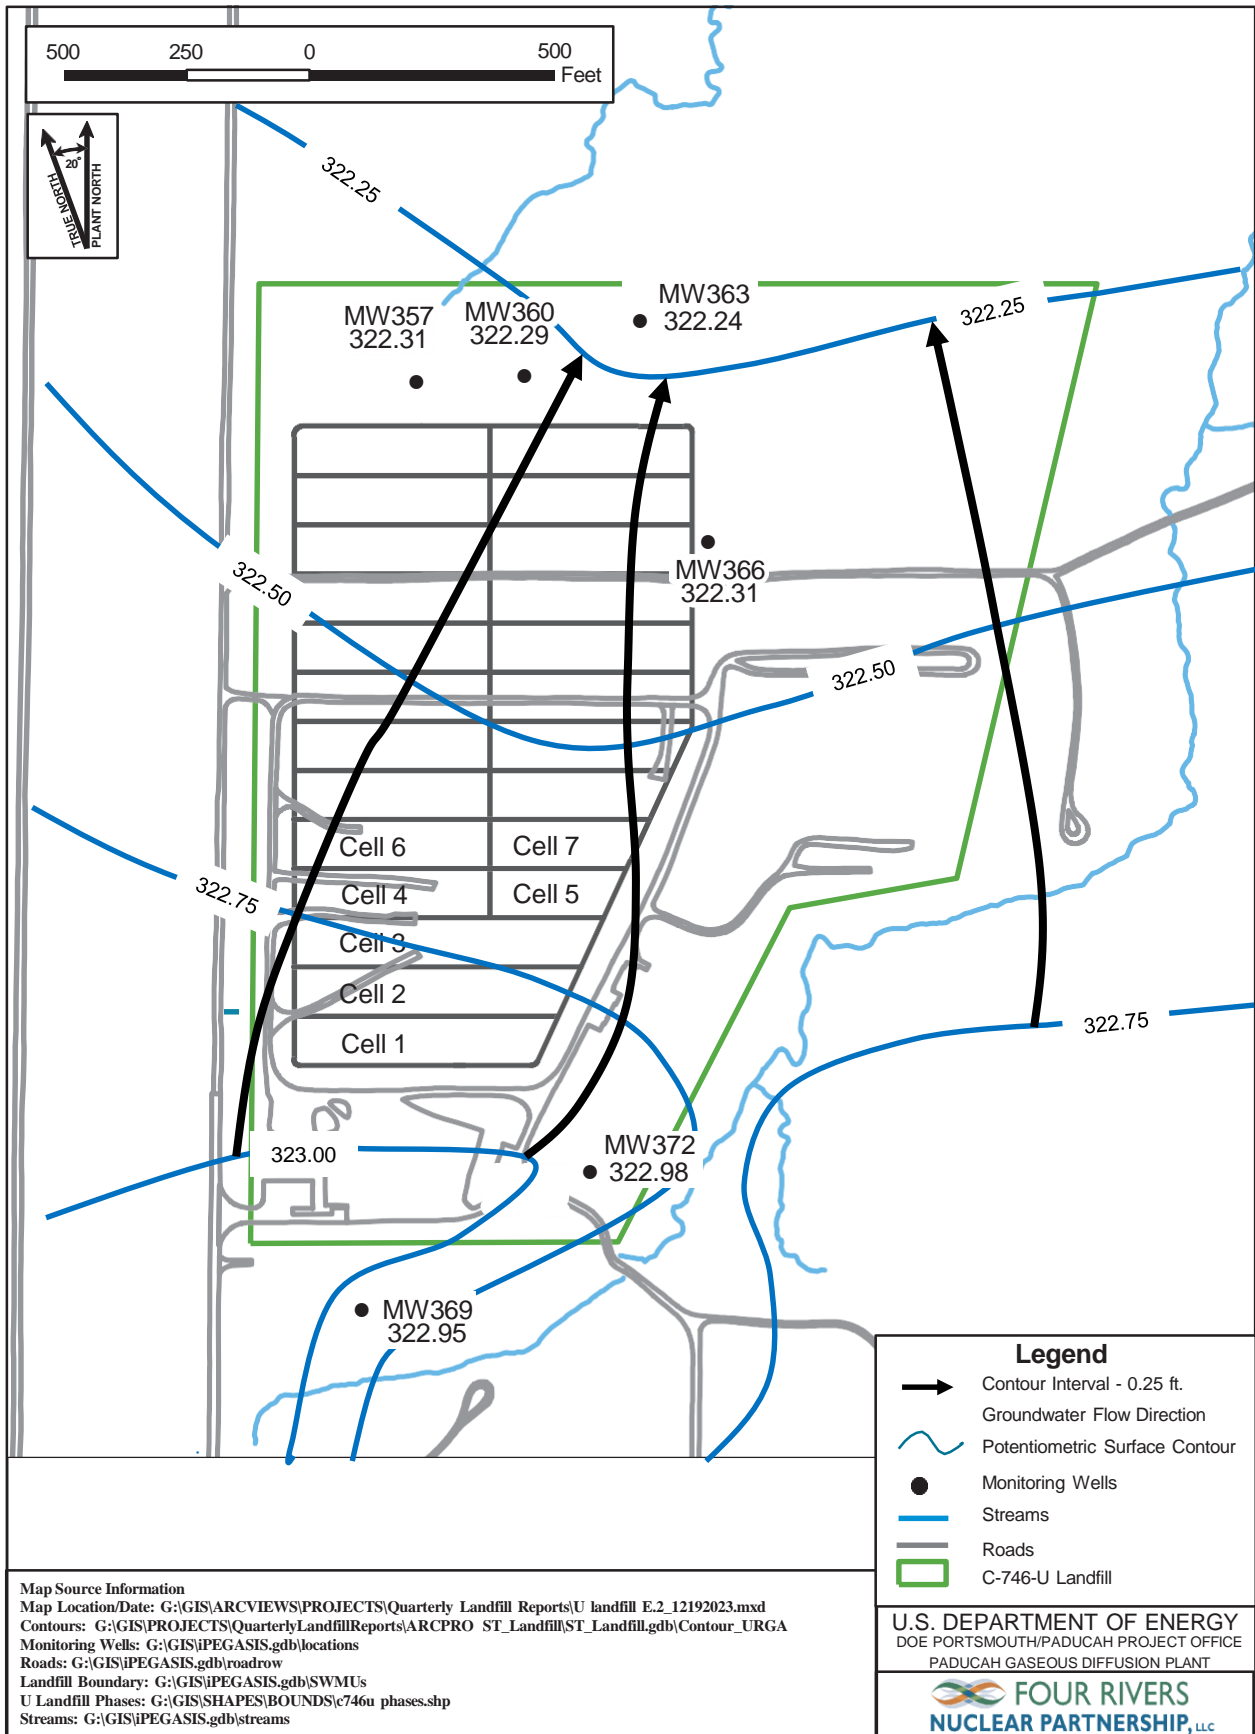 500 250 0 500
Feet
20°
TRUE NORTH
PLANT NORTH
322.25
MW363
322.24
322.25
MW357
322.31
MW360
322.29
322.50
MW366
322.31
322.50
Cell 6
Cell 7
322.75
Cell 4
Cell 5
Cell 3
Cell 2
322.75
Cell 1
323.00
MW372
322.98
MW369
322.95
Legend
Contour Interval - 0.25 ft.
Groundwater Flow Direction
Potentiometric Surface Contour
Monitoring Wells
Streams
Roads
C-746-U Landfill
Map Source Information
Map Location/Date: G:\GIS\ARCVIEWS\PROJECTS\Quarterly Landfill Reports\U landfill E.2_12192023.mxd
Contours: G:\GIS\PROJECTS\QuarterlyLandfillReports\ARCPRO ST_Landfill\ST_Landfill.gdb\Contour_URGA
Monitoring Wells: G:\GIS\iPEGASIS.gdb\locations
Roads: G:\GIS\iPEGASIS.gdb\roadrow
Landfill Boundary: G:\GIS\iPEGASIS.gdb\SWMUs
U Landfill Phases: G:\GIS\SHAPES\BOUNDS\c746u phases.shp
Streams: G:\GIS\iPEGASIS.gdb\streams
U.S. DEPARTMENT OF ENERGY
DOE PORTSMOUTH/PADUCAH PROJECT OFFICE
PADUCAH GASEOUS DIFFUSION PLANT
FOUR RIVERS
NUCLEAR PARTNERSHIP, LLC